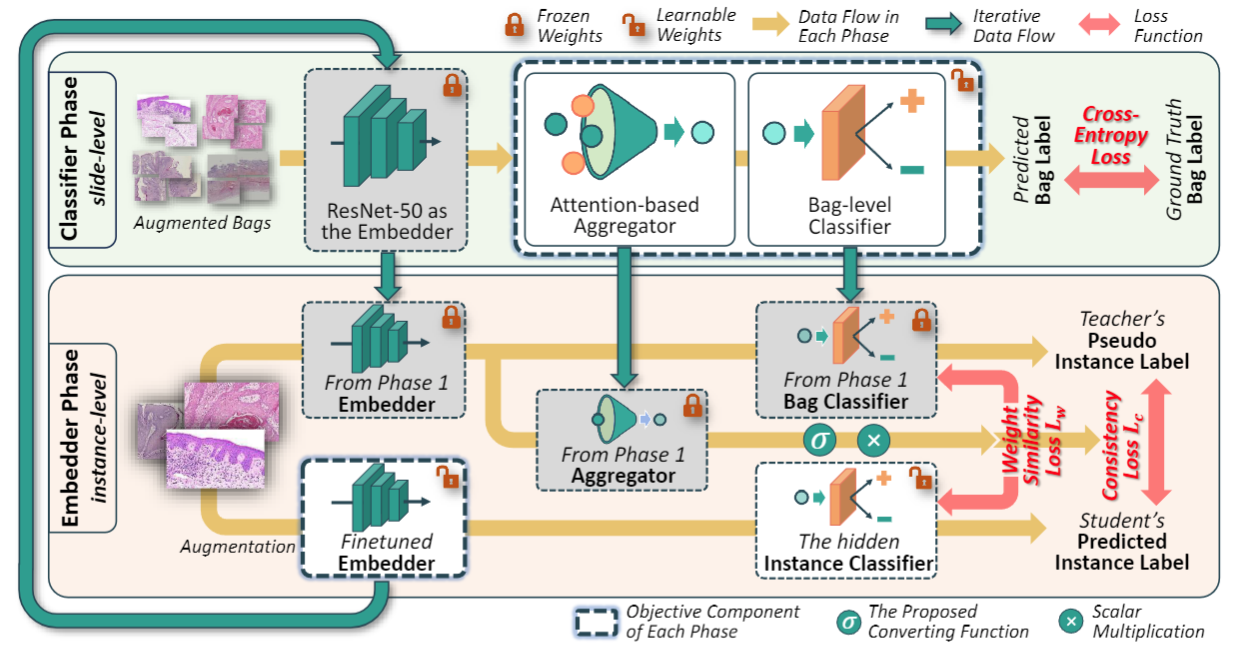 Frozen
Weights
Learnable
Weights
Data Flow in
Each Phase
Iterative
Data Flow
Loss
Function
Classifier Phase
slide-level
Augmented Bags
ResNet-50 as
the Embedder
Attention-based
Aggregator
Bag-level
Classifier
Predicted
Bag Label
Cross-
Entropy
Loss
Ground Truth
Bag Label
Embedder Phase
instance-level
Augmentation
From Phase 1
Embedder
From Phase 1
Aggregator
From Phase 1
Bag Classifier
σ
×
Finetuned
Embedder
The hidden
Instance Classifier
Weight
Similarity
Loss Lw
Consistency
Loss Lc
Teacher’s
Pseudo
Instance Label
Student’s
Predicted
Instance Label
Objective Component
of Each Phase
σ
The Proposed
Converting Function
×
Scalar
Multiplication